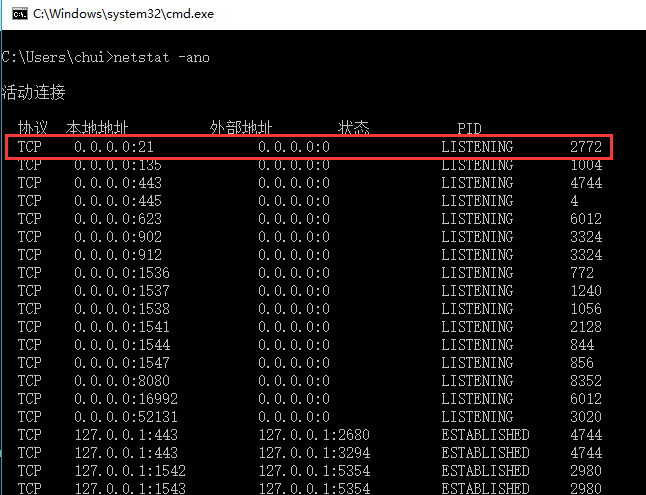 C:\Windows\system32\cmd.exe
C:\Users\chui>netstat -ano
活动连接
协议 本地地址 外部地址 状态 PID
TCP 0.0.0.0:21 0.0.0.0:0 LISTENING 2772
TCP 0.0.0.0:135 0.0.0.0:0 LISTENING 1004
TCP 0.0.0.0:443 0.0.0.0:0 LISTENING 4744
TCP 0.0.0.0:445 0.0.0.0:0 LISTENING 4
TCP 0.0.0.0:623 0.0.0.0:0 LISTENING 6012
TCP 0.0.0.0:902 0.0.0.0:0 LISTENING 3324
TCP 0.0.0.0:912 0.0.0.0:0 LISTENING 3324
TCP 0.0.0.0:1536 0.0.0.0:0 LISTENING 772
TCP 0.0.0.0:1537 0.0.0.0:0 LISTENING 1240
TCP 0.0.0.0:1538 0.0.0.0:0 LISTENING 1056
TCP 0.0.0.0:1541 0.0.0.0:0 LISTENING 2128
TCP 0.0.0.0:1544 0.0.0.0:0 LISTENING 844
TCP 0.0.0.0:1547 0.0.0.0:0 LISTENING 856
TCP 0.0.0.0:8080 0.0.0.0:0 LISTENING 8352
TCP 0.0.0.0:16992 0.0.0.0:0 LISTENING 6012
TCP 0.0.0.0:52131 0.0.0.0:0 LISTENING 3020
TCP 127.0.0.1:443 127.0.0.1:2680 ESTABLISHED 4744
TCP 127.0.0.1:443 127.0.0.1:3294 ESTABLISHED 4744
TCP 127.0.0.1:1542 127.0.0.1:5354 ESTABLISHED 2980
TCP 127.0.0.1:1543 127.0.0.1:5354 ESTABLISHED 2980